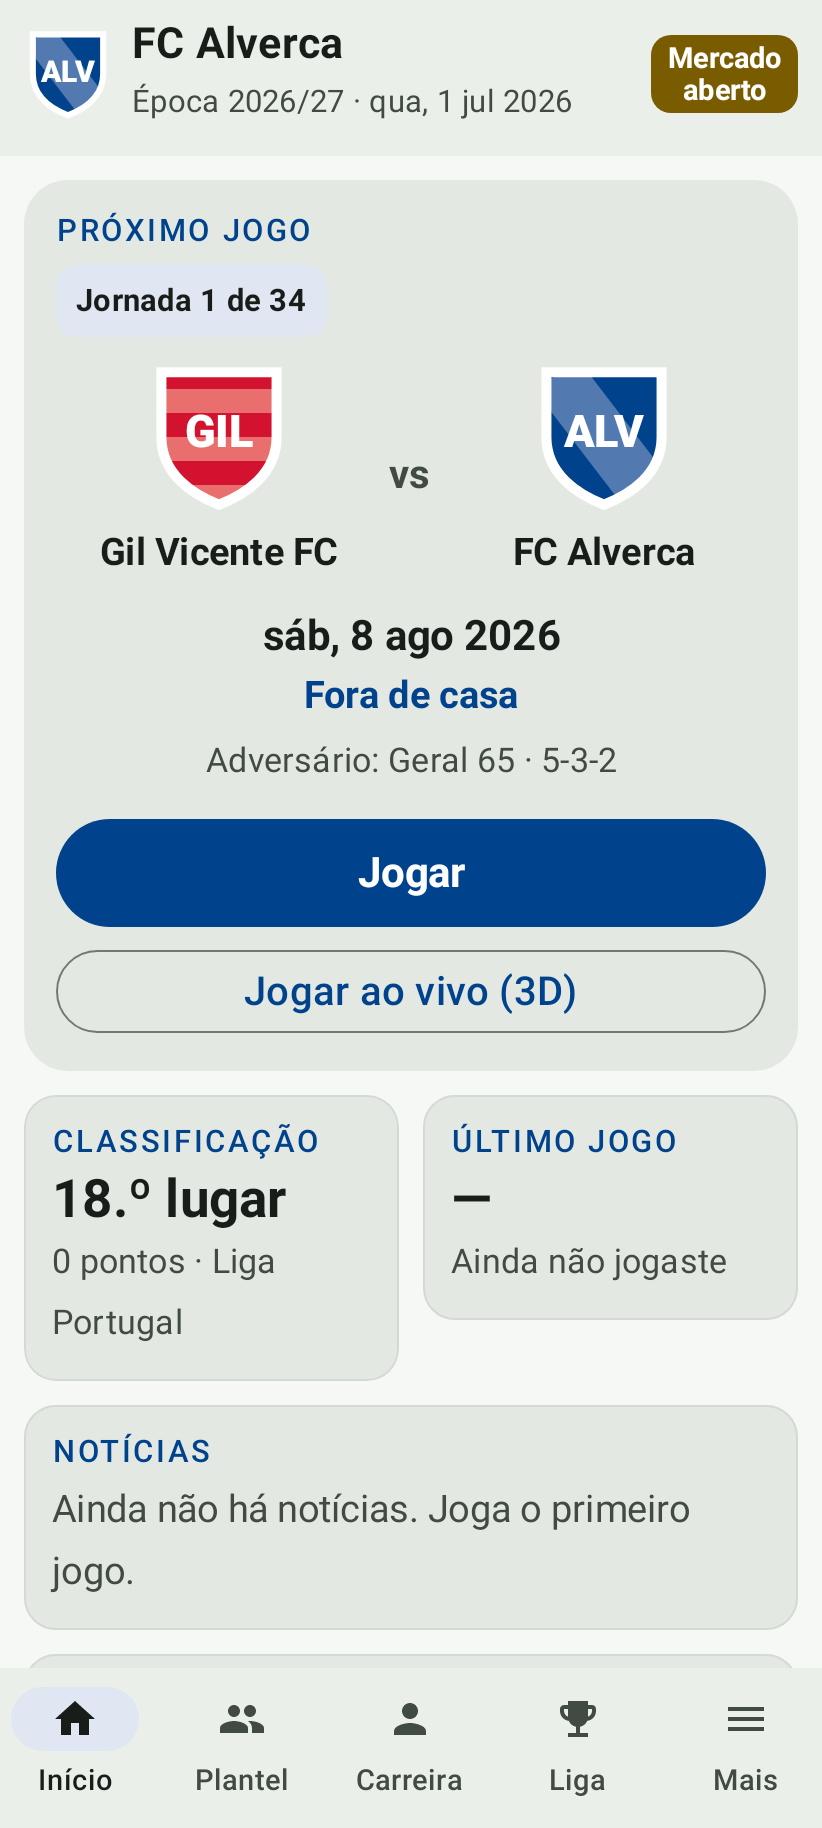 ALV
FC Alverca
Época 2026/27 · qua, 1 jul 2026
Mercado
aberto
PRÓXIMO JOGO
Jornada 1 de 34
GIL
vs
ALV
Gil Vicente FC
FC Alverca
sáb, 8 ago 2026
Fora de casa
Adversário: Geral 65 · 5-3-2
Jogar
Jogar ao vivo (3D)
CLASSIFICAÇÃO
18.º lugar
0 pontos · Liga
Portugal
ÚLTIMO JOGO
—
Ainda não jogaste
NOTÍCIAS
Ainda não há notícias. Joga o primeiro
jogo.
Início
Plantel
Carreira
Liga
Mais